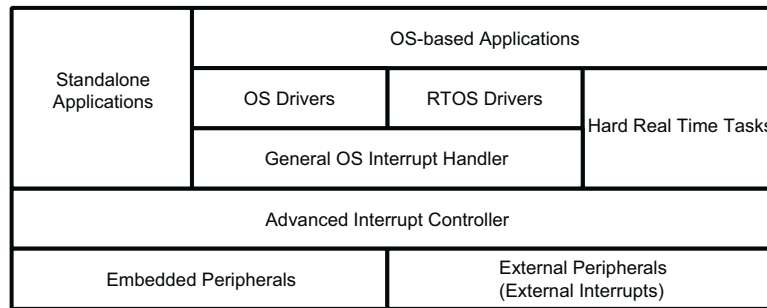 OS-based Applications
Standalone
Applications
OS Drivers
RTOS Drivers
Hard Real Time Tasks
General OS Interrupt Handler
Advanced Interrupt Controller
Embedded Peripherals
External Peripherals
(External Interrupts)